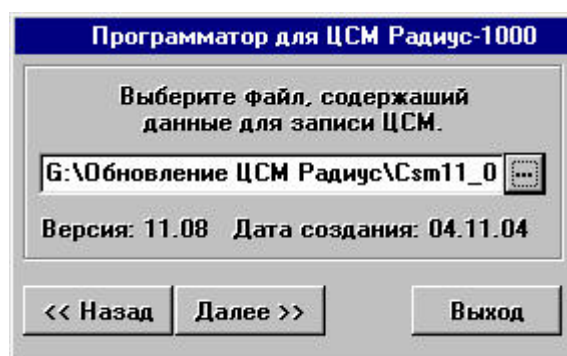 Программатор для ЦСМ Радиус-1000
Выберите файл, содержаший
данные для записи ЦСМ.
G:\Обновление ЦСМ Радиус\Csm11_0
...
Версия: 11.08 Дата создания: 04.11.04
<< Назад Далее >> Выход